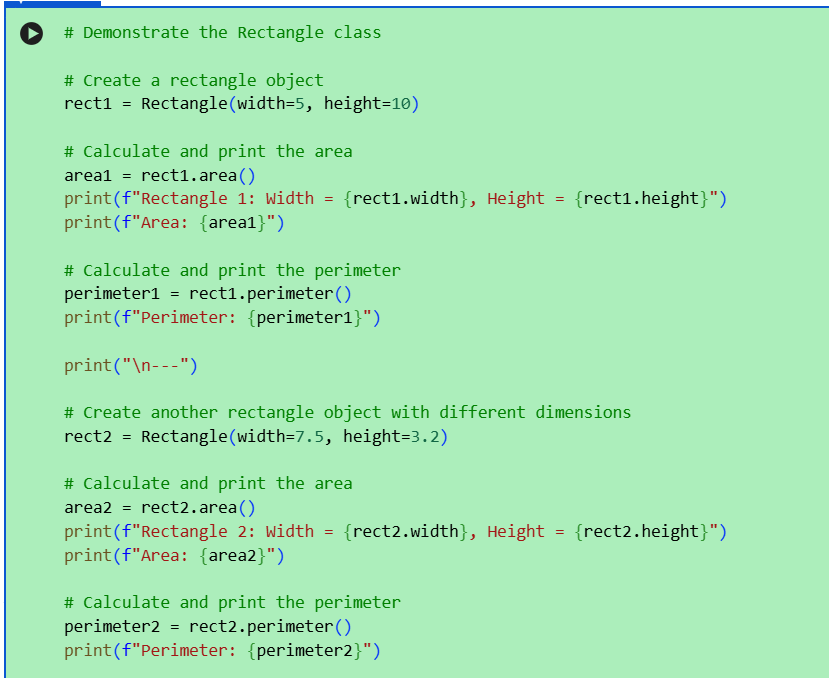 # Demonstrate the Rectangle class
# Create a rectangle object
rect1 = Rectangle(width=5, height=10)
# Calculate and print the area
area1 = rect1.area()
print(f"Rectangle 1: Width = {rect1.width}, Height = {rect1.height}")
print(f"Area: {area1}")
# Calculate and print the perimeter
perimeter1 = rect1.perimeter()
print(f"Perimeter: {perimeter1}")
print("\n---")
# Create another rectangle object with different dimensions
rect2 = Rectangle(width=7.5, height=3.2)
# Calculate and print the area
area2 = rect2.area()
print(f"Rectangle 2: Width = {rect2.width}, Height = {rect2.height}")
print(f"Area: {area2}")
# Calculate and print the perimeter
perimeter2 = rect2.perimeter()
print(f"Perimeter: {perimeter2}")